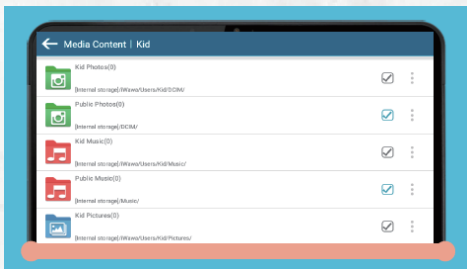 Media Content | Kid
Kid Photos(0)
[Internal storage]/iWawa/Users/Kid/DCIM/
Public Photos(0)
[Internal storage]/DCIM/
Kid Music(0)
[Internal storage]/iWawa/Users/Kid/Music/
Public Music(0)
[Internal storage]/Music/
Kid Pictures(0)
[Internal storage]/iWawa/Users/Kid/Pictures/